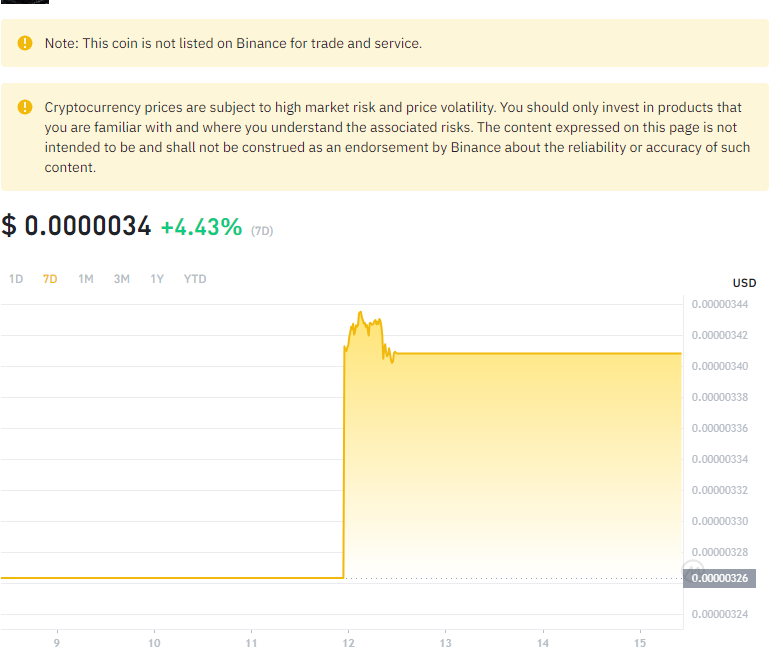 Note: This coin is not listed on Binance for trade and service.
Cryptocurrency prices are subject to high market risk and price volatility. You should only invest in products that
you are familiar with and where you understand the associated risks. The content expressed on this page is not
intended to be and shall not be construed as an endorsement by Binance about the reliability or accuracy of such
content.
$ 0.0000034 +4.43% (7D)
1D 7D 1M 3M 1Y YTD
USD
0.00000344
0.00000342
0.00000340
0.00000338
0.00000336
0.00000334
0.00000332
0.00000330
0.00000328
0.00000326
0.00000324
9 10 11 12 13 14 15